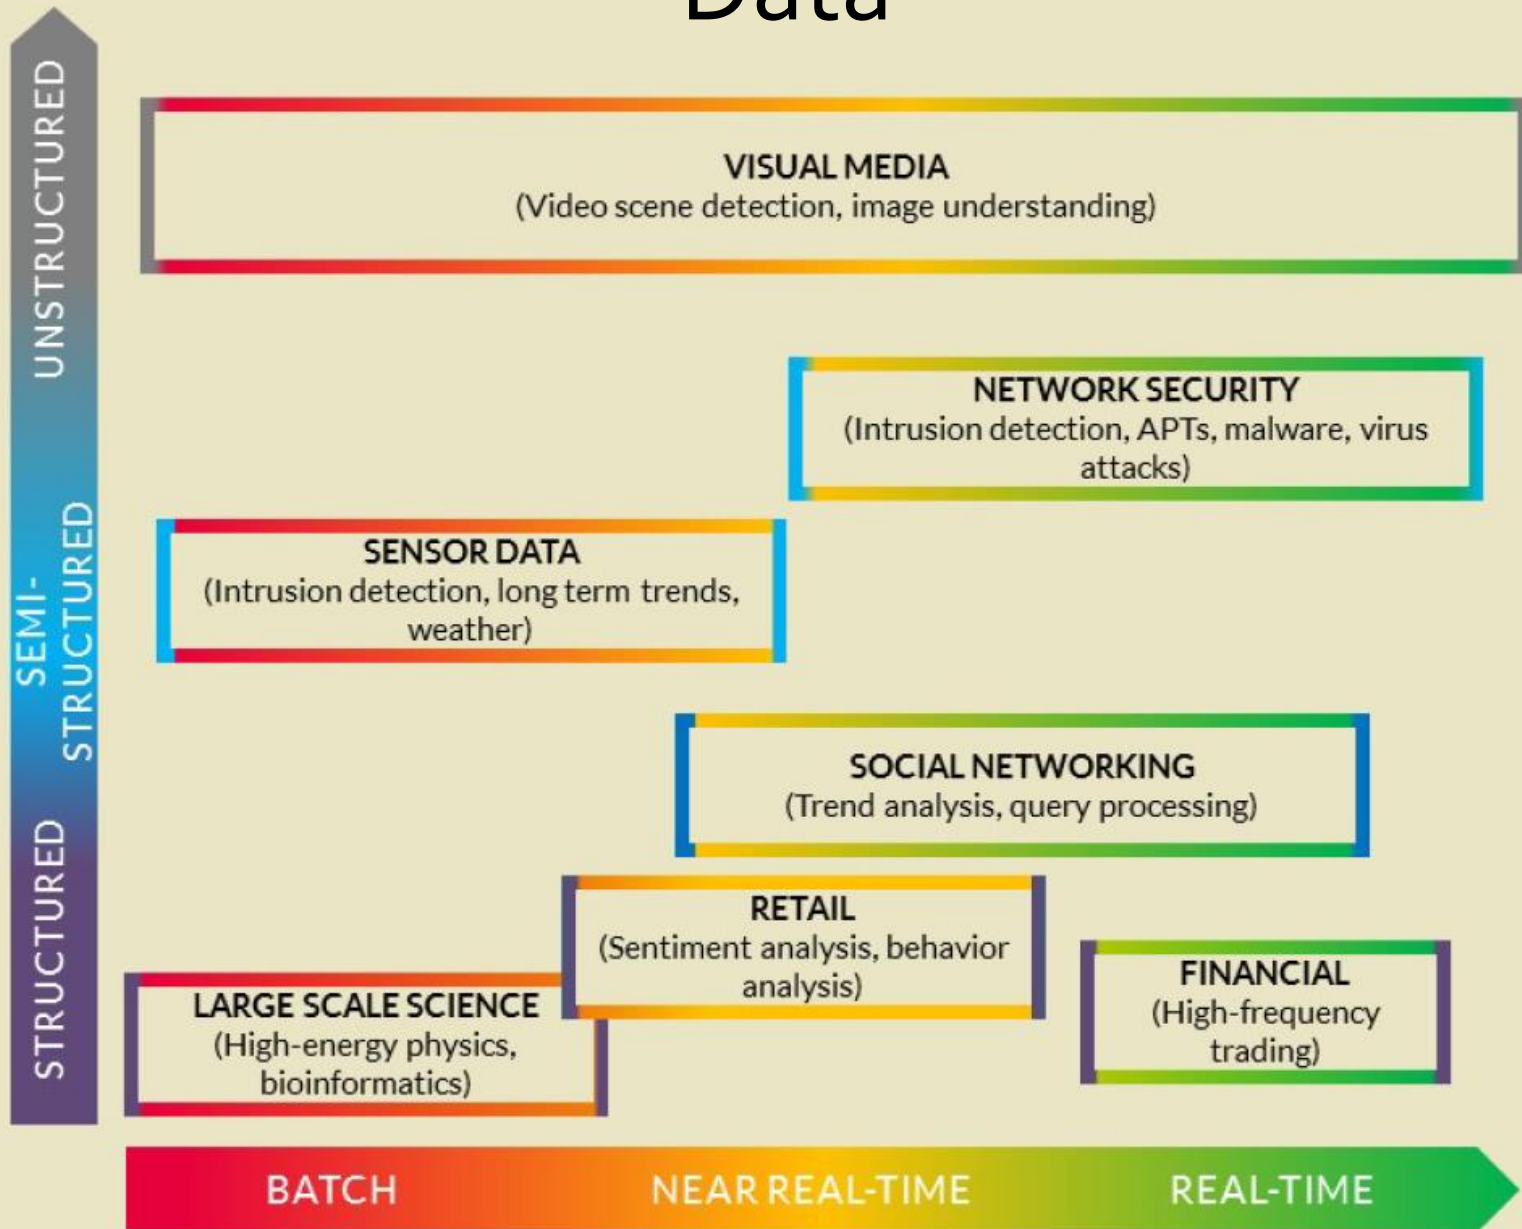 Data
UNSTRUCTURED
SEMI-
STRUCTURED
STRUCTURED
VISUAL MEDIA
(Video scene detection, image understanding)
NETWORK SECURITY
(Intrusion detection, APTs, malware, virus
attacks)
SENSOR DATA
(Intrusion detection, long term trends,
weather)
SOCIAL NETWORKING
(Trend analysis, query processing)
RETAIL
(Sentiment analysis, behavior
analysis)
FINANCIAL
(High-frequency
trading)
LARGE SCALE SCIENCE
(High-energy physics,
bioinformatics)
BATCH
NEAR REAL-TIME
REAL-TIME